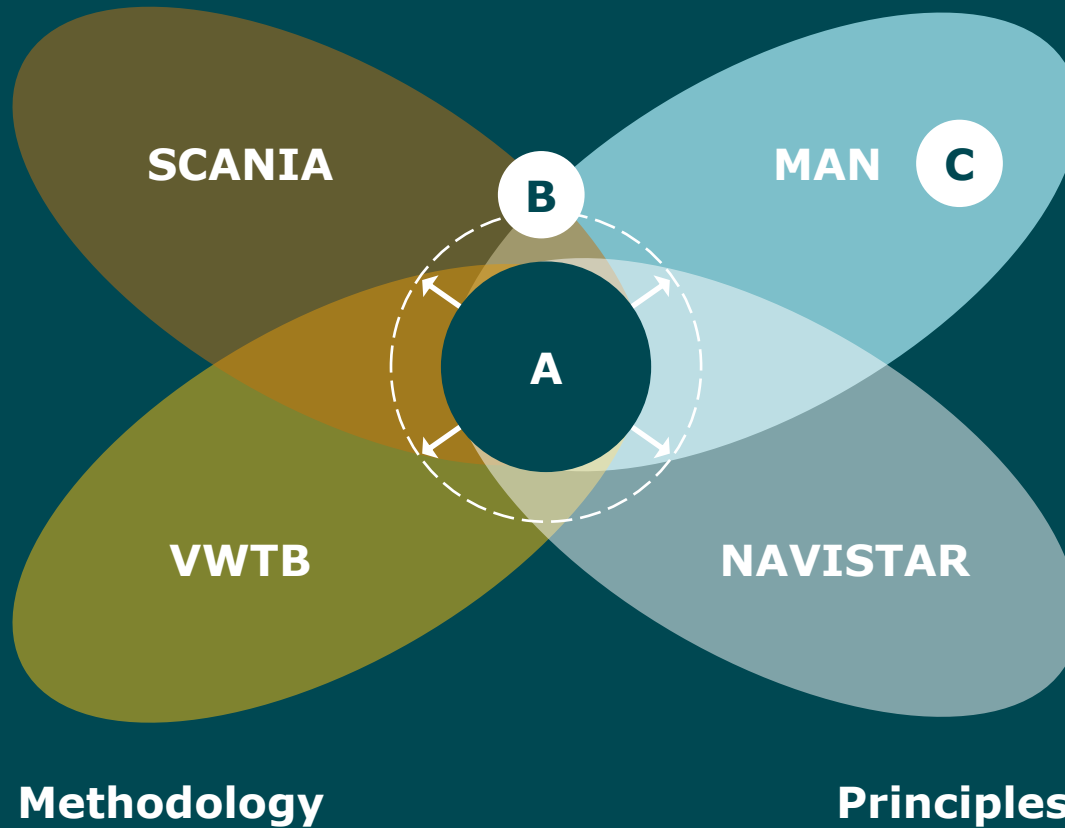 SCANIA
MAN
C
B
A
VWTB
NAVISTAR
Methodology
Principles